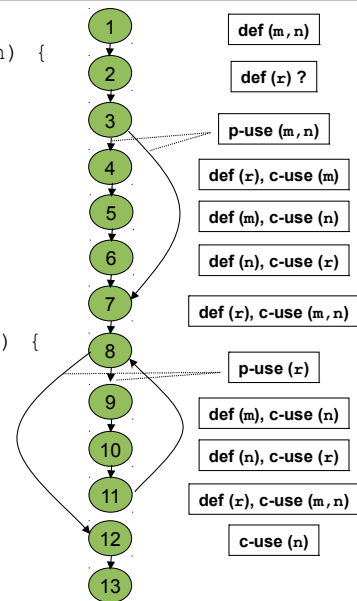 1 def (m,n)
n) {
2 def (r) ?
3
p-use (m,n)
4 def (r), c-use (m)
5 def (m), c-use (n)
6 def (n), c-use (r)
7 def (r), c-use (m,n)
) {
8
p-use (r)
9 def (m), c-use (n)
10 def (n), c-use (r)
11 def (r), c-use (m,n)
12 c-use (n)
13